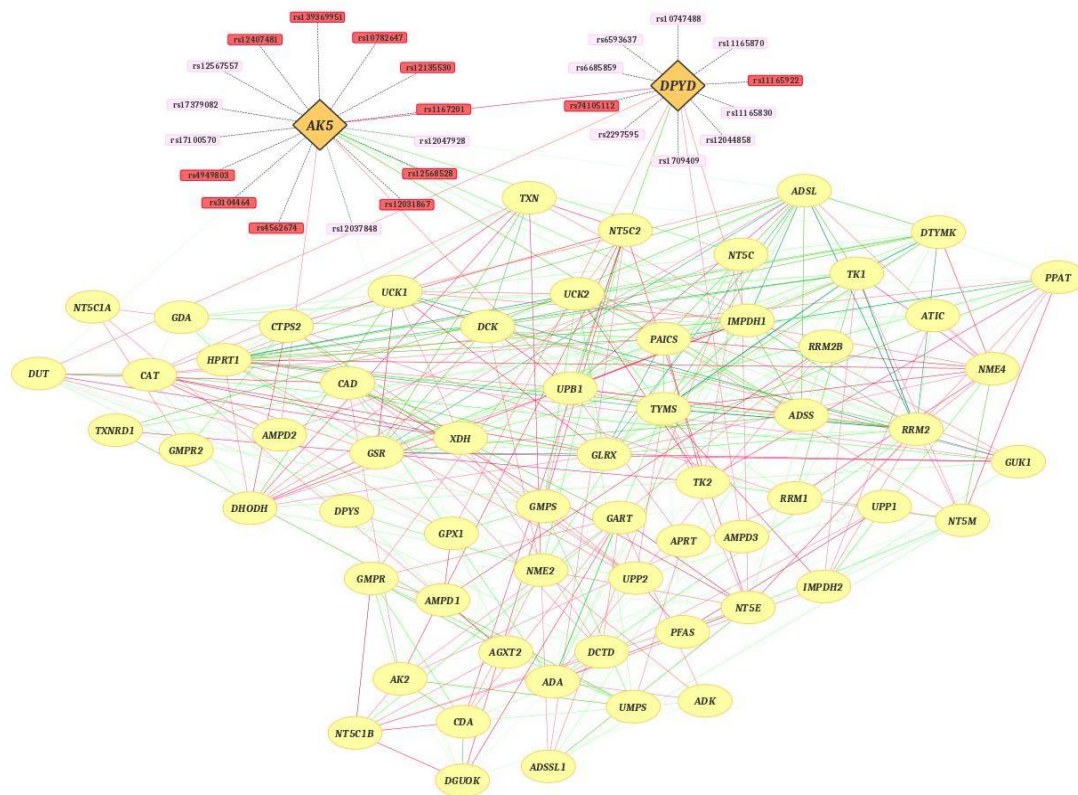 rs139369951
rs10747488
rs12407481
rs10782647
rs6593637
rs11165870
rs12567557
rs12135530
rs6685859
DPYD
rs11165922
rs17379082
rs1167201
rs74105112
AK5
rs11165830
rs17100570
rs12047928
rs2297595
rs12044858
rs4949803
rs12568528
rs1709409
rs3104464
rs12031867
rs4562674
rs12037848
TXN
ADSL
NT5C2
DTYMK
NT5C
TK1
PPAT
UCK1
UCK2
NT5C1A
GDA
CTPS2
DCK
IMPDH1
ATIC
PAICS
RRM2B
HPRT1
DUT
CAT
CAD
UPB1
NME4
TYMS
ADSS
TXNRD1
AMPD2
XDH
RRM2
GMPR2
GSR
GLRX
GUK1
TK2
DHODH
DPYS
GMPS
RRM1
UPP1
GART
NT5M
GPX1
APRT
AMPD3
GMPR
NME2
UPP2
IMPDH2
AMPD1
NT5E
PFAS
AGXT2
DCTD
AK2
ADA
UMPS
ADK
NT5C1B
CDA
ADSSL1
DGUOK